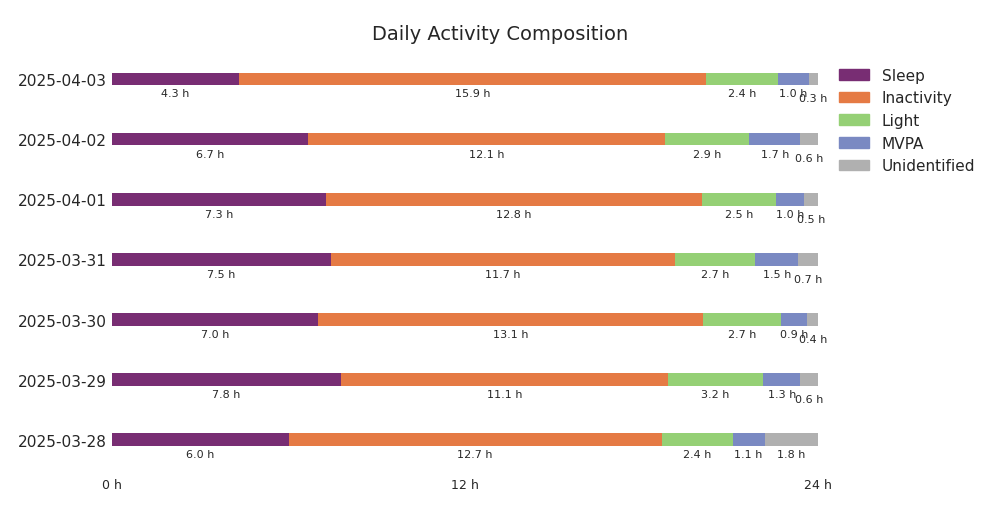 Daily Activity Composition
2025-04-03
4.3 h 15.9 h 2.4 h 1.0 h 0.3 h
2025-04-02
6.7 h 12.1 h 2.9 h 1.7 h 0.6 h
2025-04-01
7.3 h 12.8 h 2.5 h 1.0 h 0.5 h
2025-03-31
7.5 h 11.7 h 2.7 h 1.5 h 0.7 h
2025-03-30
7.0 h 13.1 h 2.7 h 0.9 h 0.4 h
2025-03-29
7.8 h 11.1 h 3.2 h 1.3 h 0.6 h
2025-03-28
6.0 h 12.7 h 2.4 h 1.1 h 1.8 h
0 h 12 h 24 h
Sleep
Inactivity
Light
MVPA
Unidentified